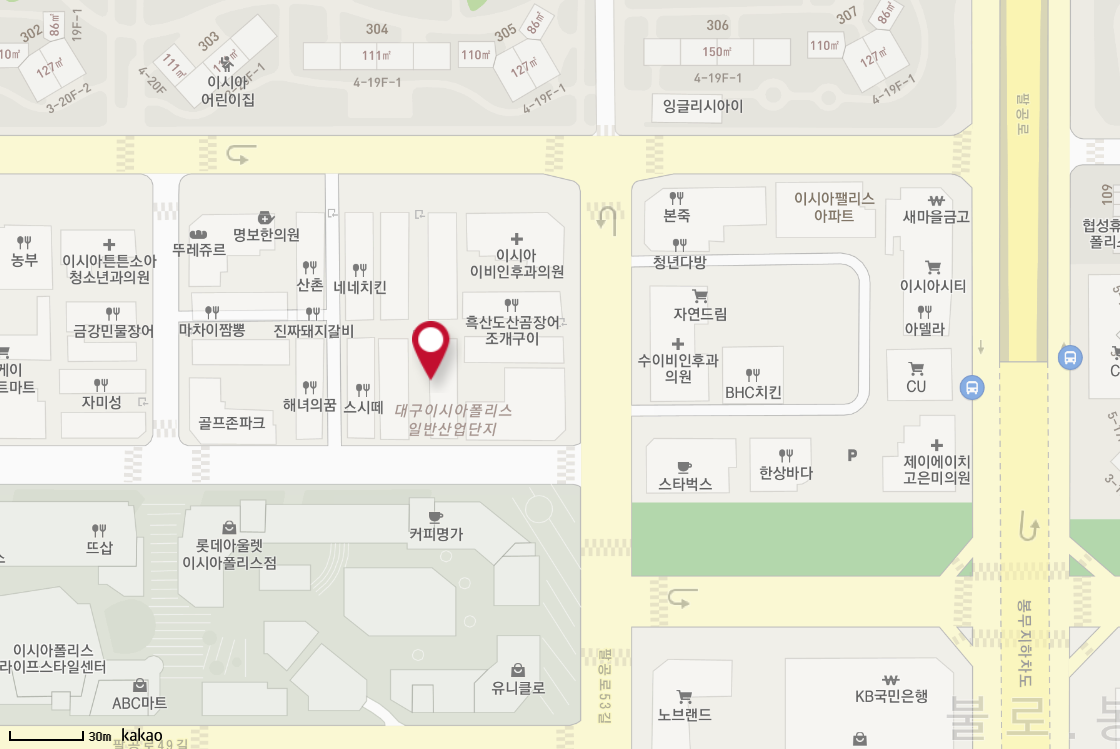 302
86㎡
19F-1
110㎡
127㎡
3-20F-2
303
111㎡
4-20F
이시아
어린이집
304
111㎡
4-19F-1
305
86㎡
110㎡
127㎡
4-19F-1
306
150㎡
4-19F-1
307
86㎡
110㎡
127㎡
4-19F-1
잉글리시아이
팔공로
109
농부
이시아튼튼소아
청소년과의원
뚜레쥬르
명보한의원
산촌
네네치킨
이시아
이비인후과의원
본죽
청년다방
이시아팰리스
아파트
새마을금고
협성휴
폴리스
이시아시티
금강민물장어
마차이짬뽕
진짜돼지갈비
흑산도산곰장어
조개구이
자연드림
아델라
수이비인후과
의원
BHC치킨
CU
케이
트마트
자미성
골프존파크
해녀의꿈
스시떼
대구이시아폴리스
일반산업단지
스타벅스
한상바다
P
제이에이치
고은미의원
뜨삽
롯데아울렛
이시아폴리스점
커피명가
봉무지하차도
이시아폴리스
라이프스타일센터
ABC마트
유니클로
팔공로53길
노브랜드
KB국민은행
불로.봉
30m kakao
팔공로49길